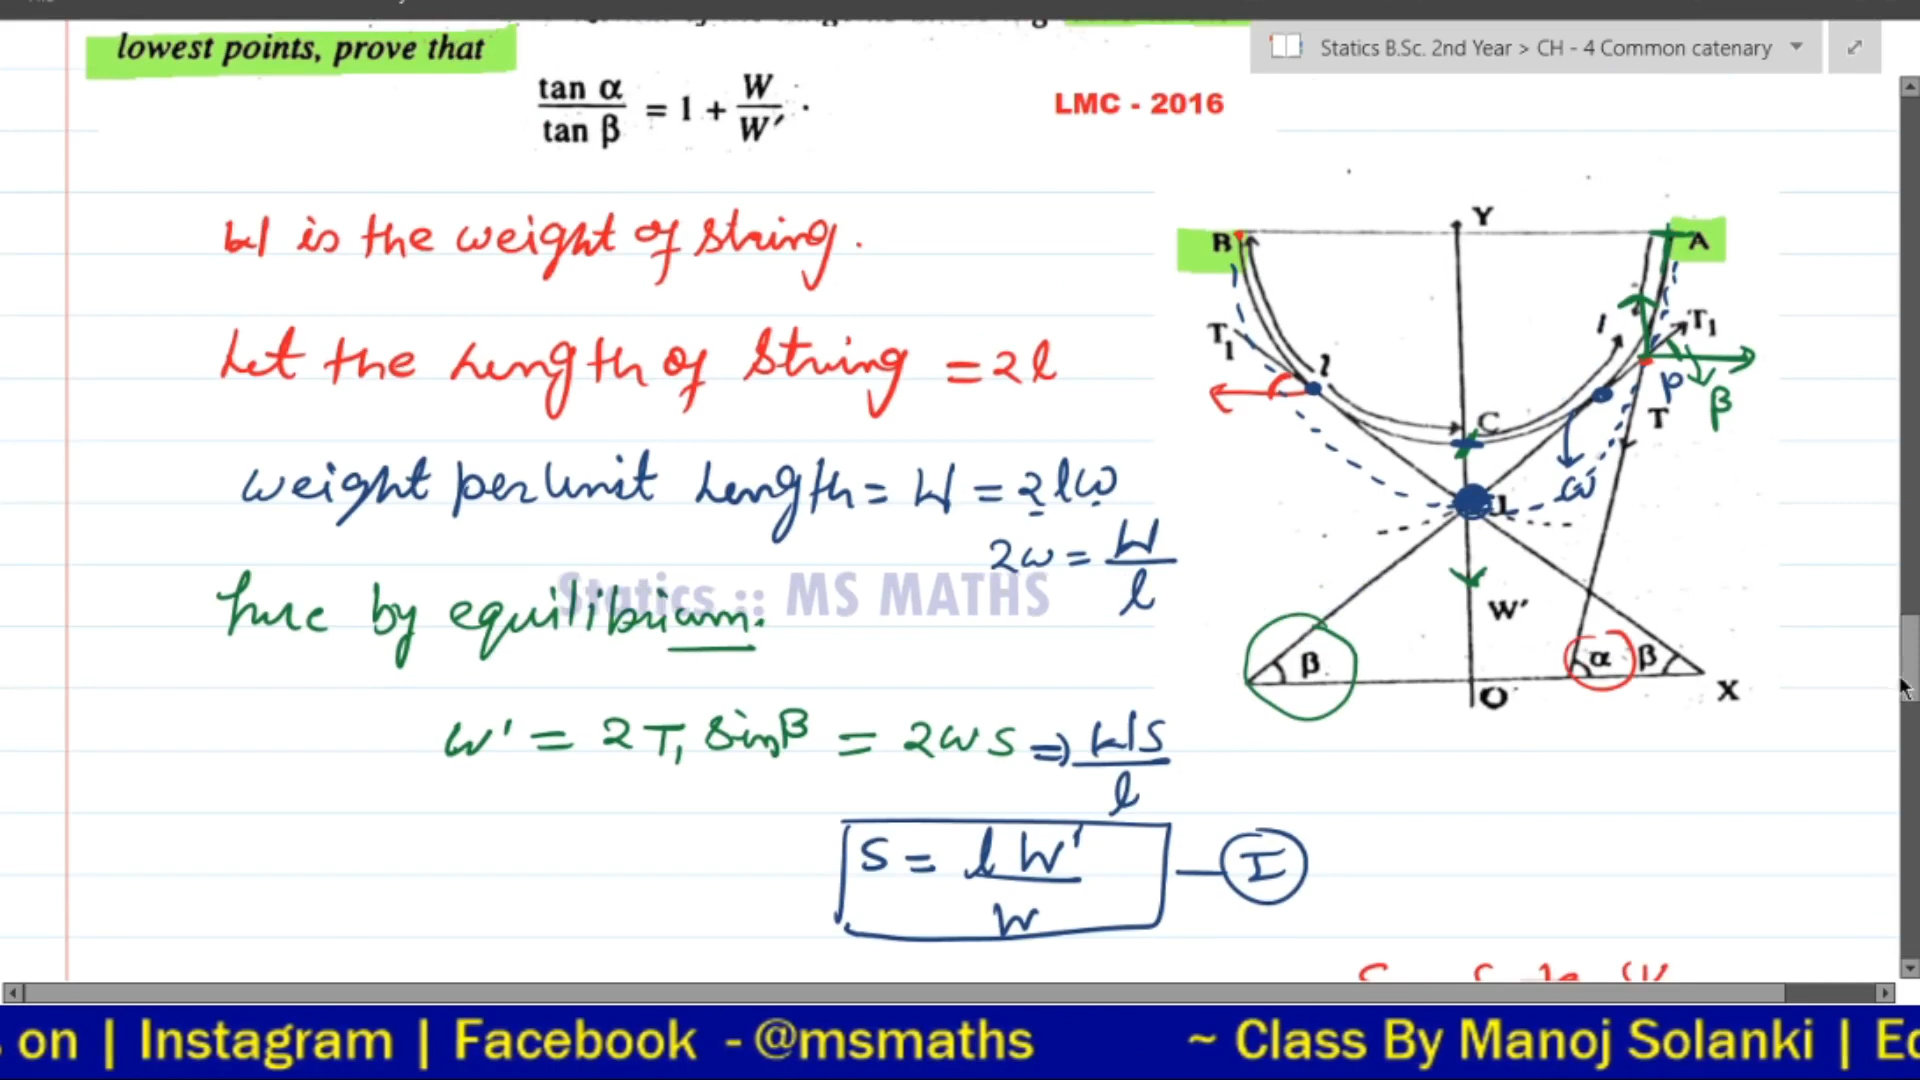 lowest points, prove that
Statics B.Sc. 2nd Year > CH - 4 Common catenary
tan α / tan β = 1 + W / W′ .
LMC - 2016
W is the weight of string.
Let the Length of String = 2l
weight per unit Length = W = 2lω
2ω = W / l
Statics :: MS MATHS
here by equilibrium.
W' = 2T₁ sinβ = 2ωs ⇒ Ws / l
S = l W' / W — I
Y
B
A
T₁
l
l
T₁
C
P
β
T
ω
W′
β
α
β
O
X
s on | Instagram | Facebook - @msmaths
~ Class By Manoj Solanki | Ed